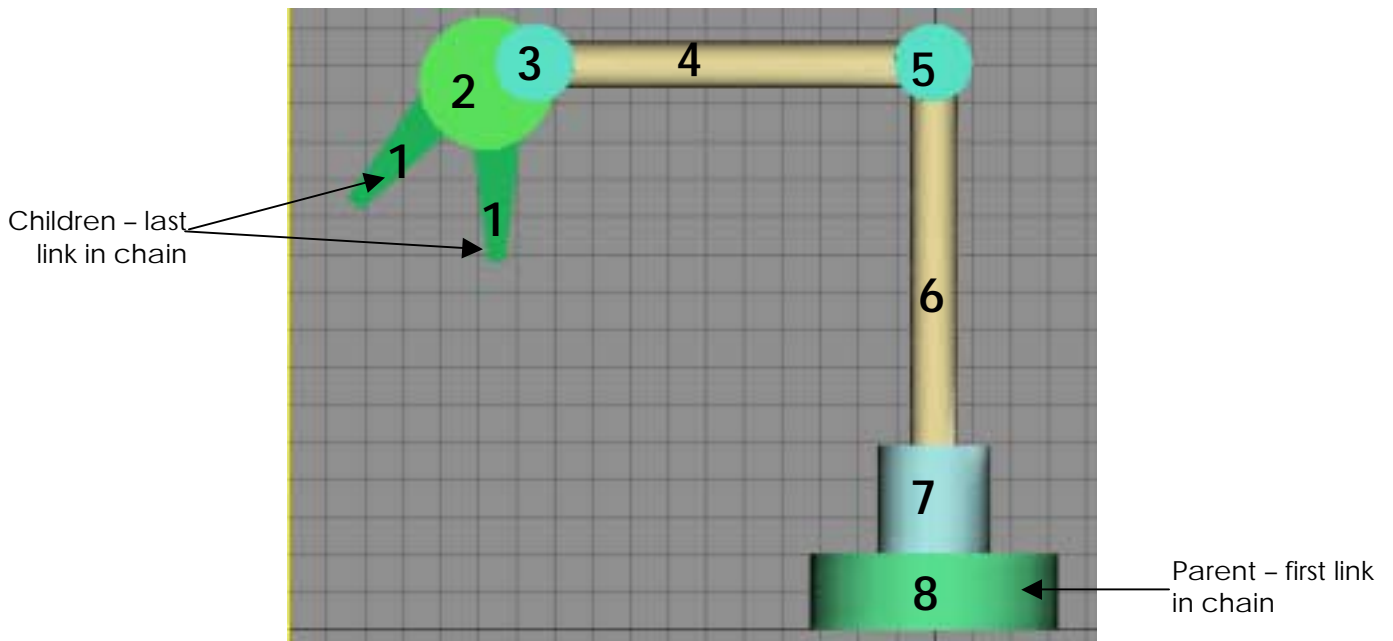 3
4
5
2
1
1
Children – last
link in chain
6
7
8
Parent – first link
in chain